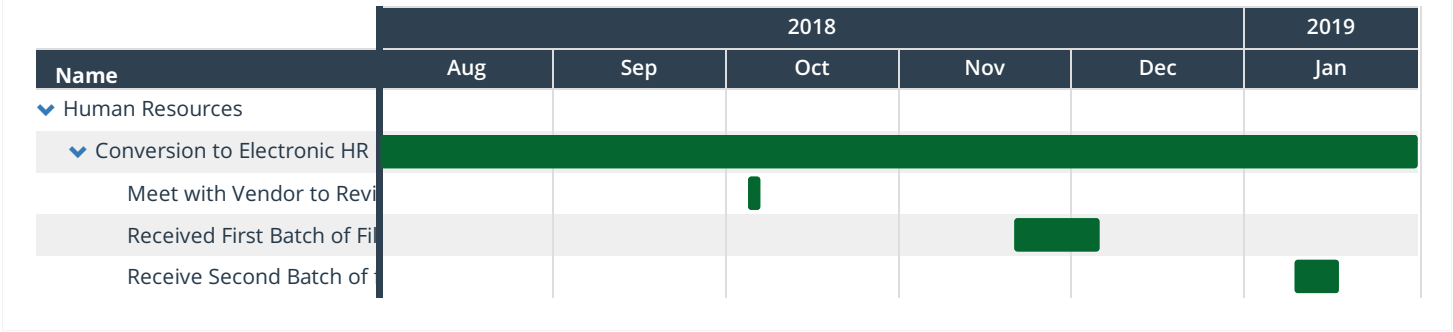 2018 2019
Name Aug Sep Oct Nov Dec Jan
Human Resources
Conversion to Electronic HR
Meet with Vendor to Revi
Received First Batch of Fil
Receive Second Batch of